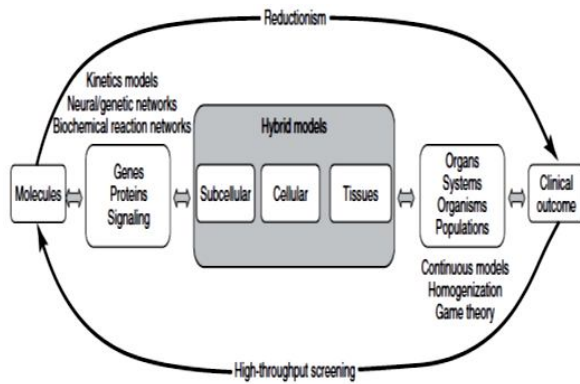 Reductionism
Kinetics models
Neural/genetic networks
Biochemical reaction networks
Hybrid models
Molecules
Genes
Proteins
Signaling
Subcellular
Cellular
Tissues
Organs
Systems
Organisms
Populations
Clinical
outcome
Continuous models
Homogenization
Game theory
High-throughput screening